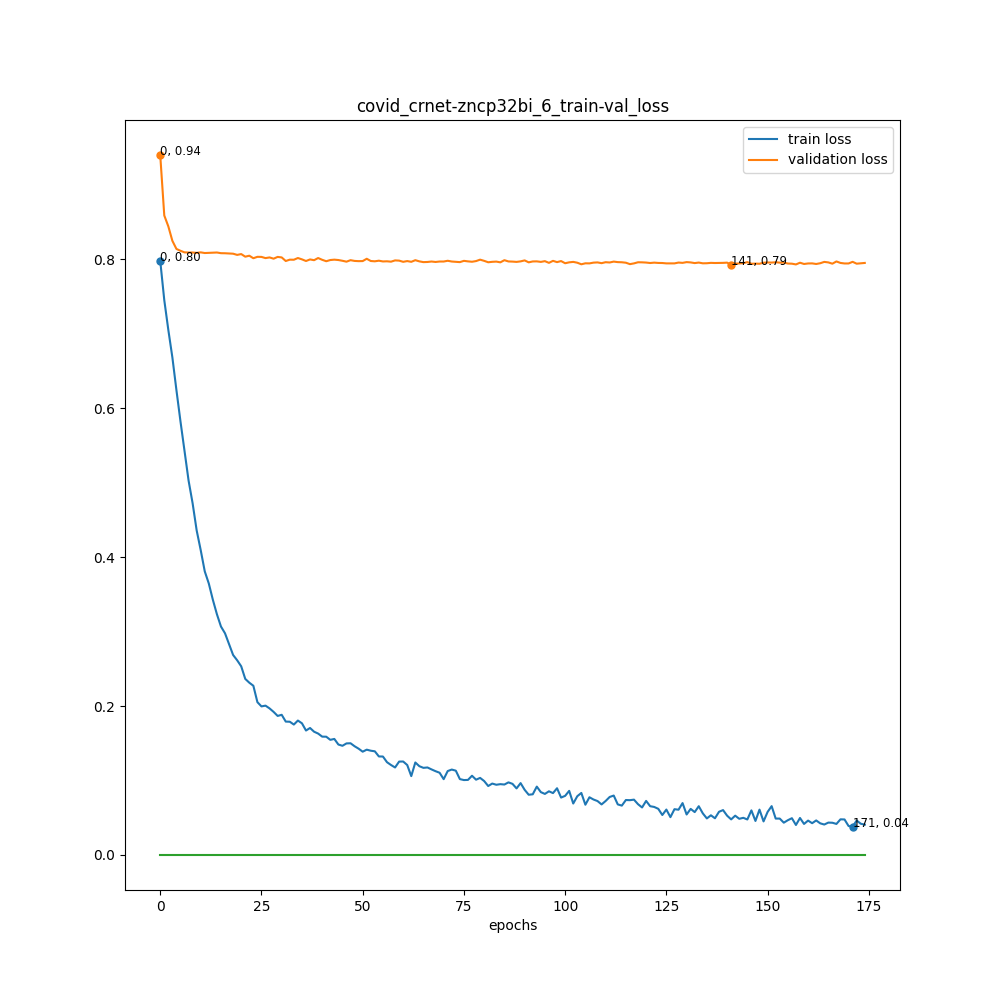 covid_crnet-zncp32bi_6_train-val_loss
train loss
validation loss
0, 0.94
0, 0.80
141, 0.79
171, 0.04
0.8
0.6
0.4
0.2
0.0
0 25 50 75 100 125 150 175
epochs